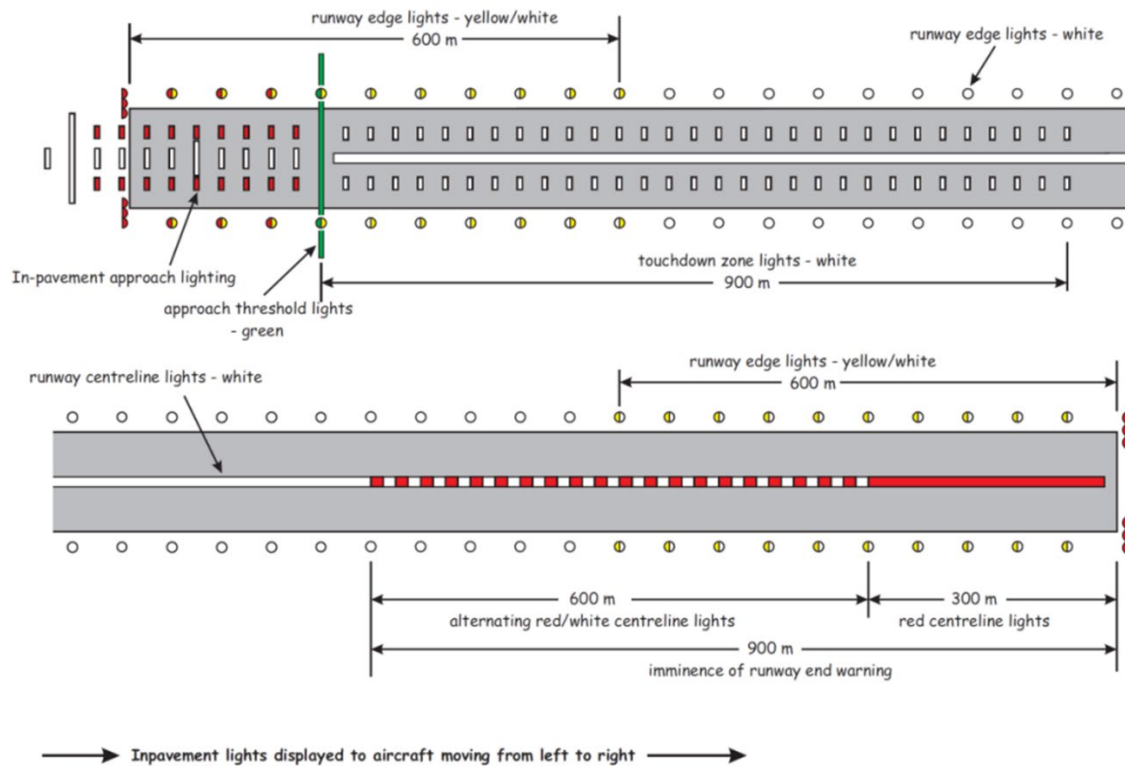 runway edge lights - yellow/white
600 m
runway edge lights - white
In-pavement approach lighting
approach threshold lights
- green
touchdown zone lights - white
900 m
runway centreline lights - white
runway edge lights - yellow/white
600 m
600 m
alternating red/white centreline lights
300 m
red centreline lights
900 m
imminence of runway end warning
Inpavement lights displayed to aircraft moving from left to right